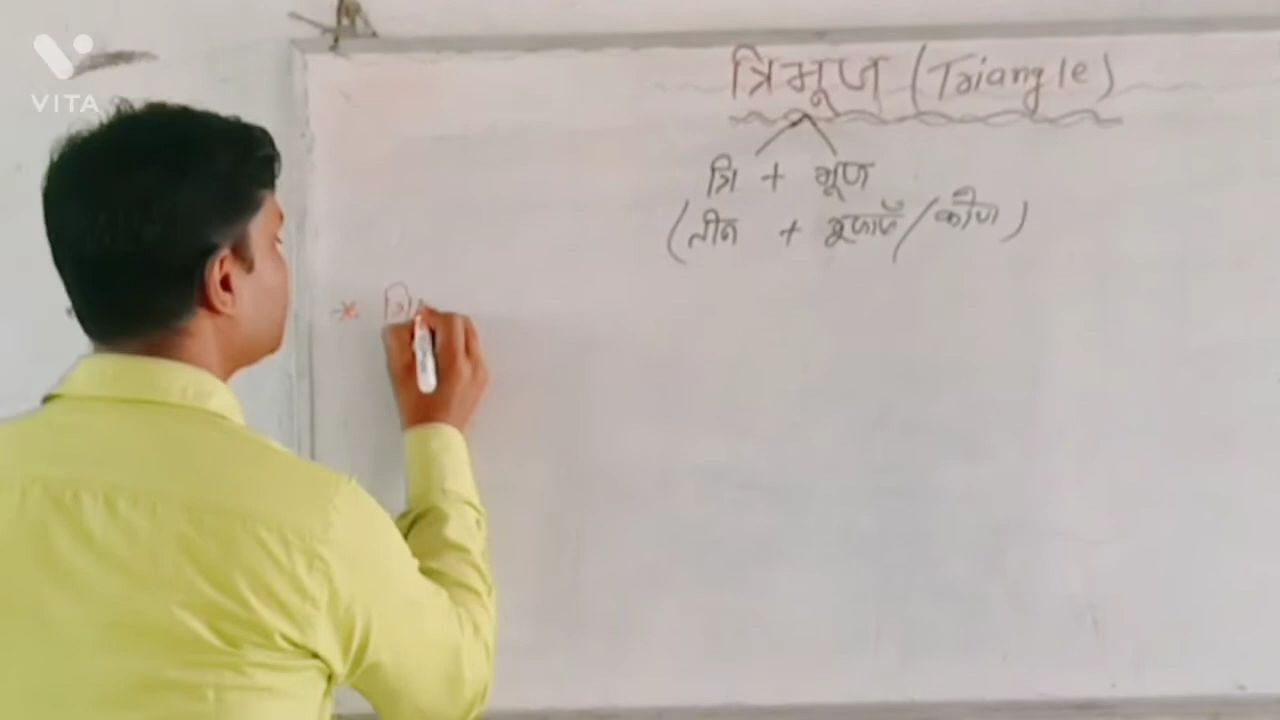 VITA
त्रिभूज (Triangle)
त्रि + भूज
(तीन + भूजाएँ/कोण)
* त्रि